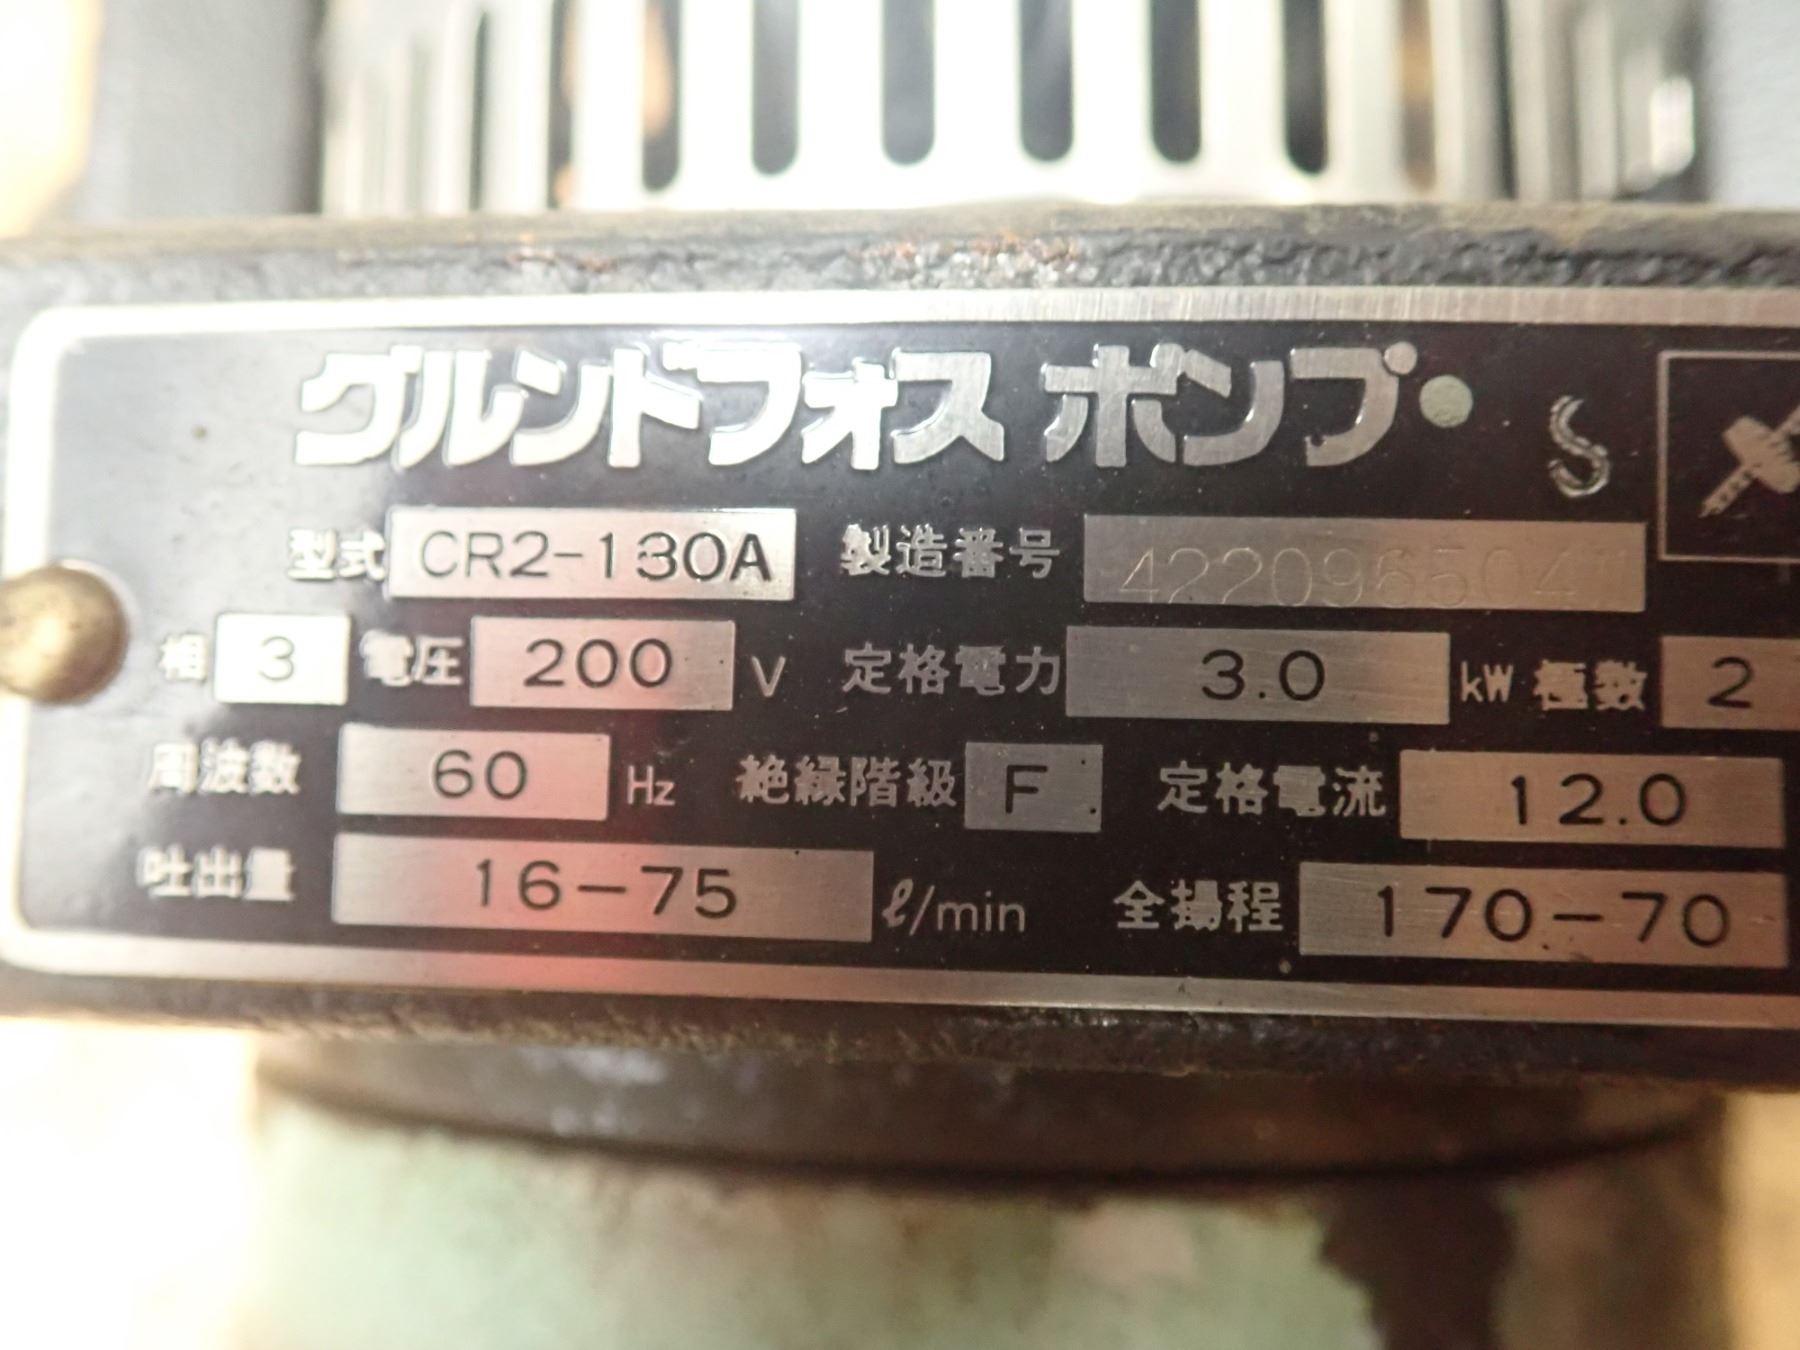 グルンドフォス ポンプ
型式 CR2-130A 製造番号 4220965041
相 3 電圧 200 V 定格電力 3.0 kW 極数 2
周波数 60 Hz 絶縁階級 F 定格電流 12.0
吐出量 16-75 ℓ/min 全揚程 170-70